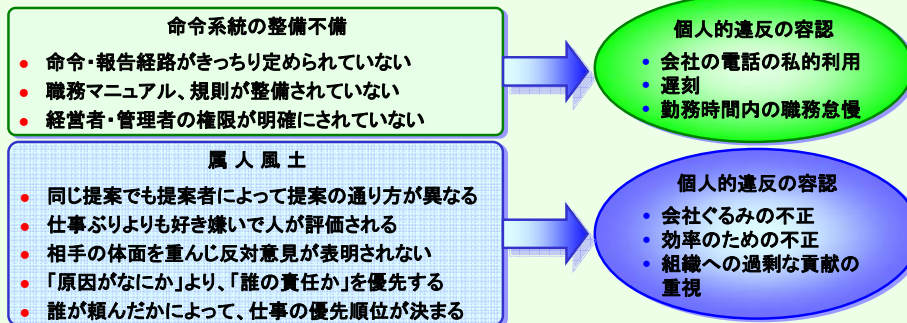 命令系統の整備不備
• 命令・報告経路がきっちり定められていない
• 職務マニュアル、規則が整備されていない
• 経営者・管理者の権限が明確にされていない
個人的違反の容認
• 会社の電話の私的利用
• 遅刻
• 勤務時間内の職務怠慢
属人風土
• 同じ提案でも提案者によって提案の通り方が異なる
• 仕事ぶりよりも好き嫌いで人が評価される
• 相手の体面を重んじ反対意見が表明されない
• 「原因がなにか」より、「誰の責任か」を優先する
• 誰が頼んだかによって、仕事の優先順位が決まる
個人的違反の容認
• 会社ぐるみの不正
• 効率のための不正
• 組織への過剰な貢献の
重視